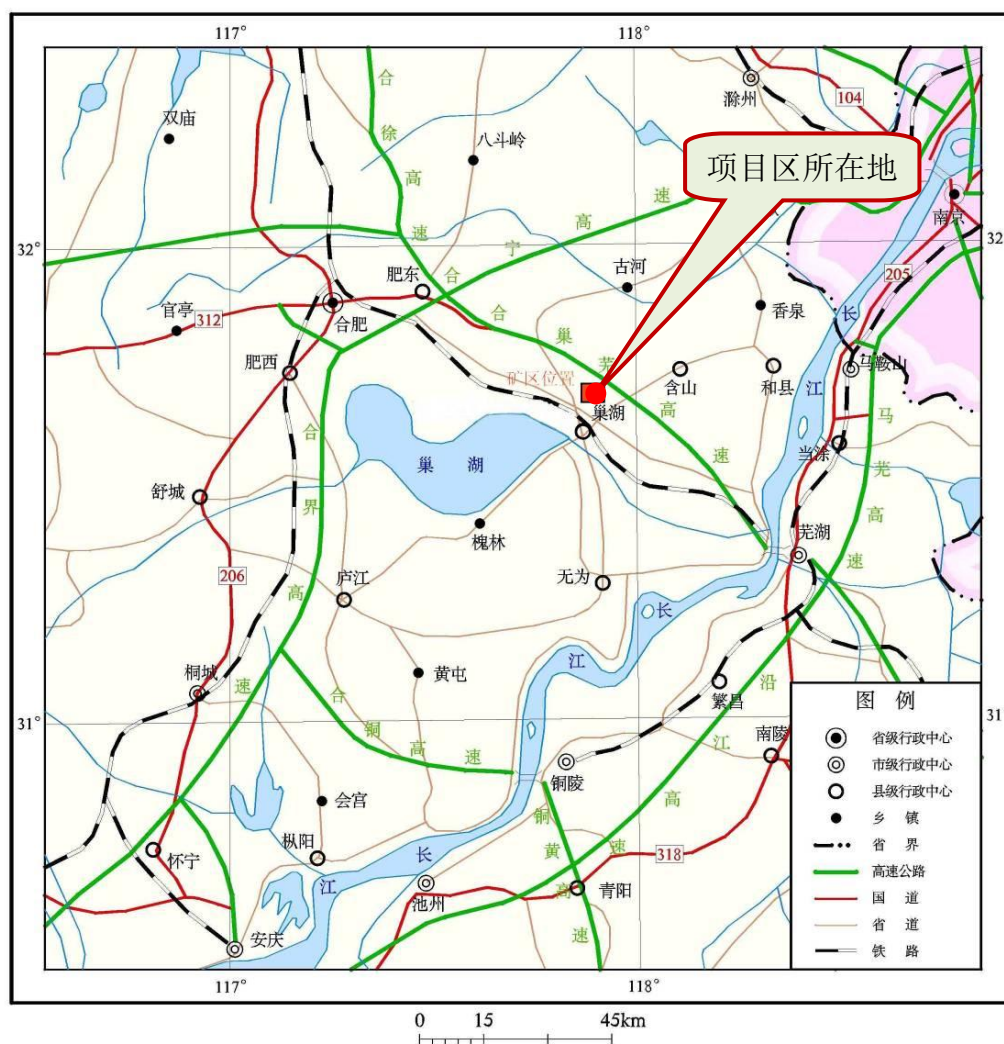 117°
118°
双庙
八斗岭
滁州
104
合
徐
高
速
项目区所在地
南京
32°
32
合
宁
高
速
肥东
古河
205
官亭
312
合肥
香泉
长
江
合
巢
芜
高
速
肥西
矿区位置
含山
和县
马鞍山
巢湖
马
芜
高
速
合
界
高
速
巢 湖
当涂
舒城
槐林
芜湖
206
庐江
无为
长
江
桐城
黄屯
繁昌
沿
江
高
速
31°
31
合
铜
高
速
南陵
铜陵
会宫
枞阳
铜
黄
高
速
怀宁
长
江
318
池州
青阳
安庆
图 例
省级行政中心
市级行政中心
县级行政中心
乡 镇
省 界
高速公路
国 道
省 道
铁 路
117°
118°
0 15 45km